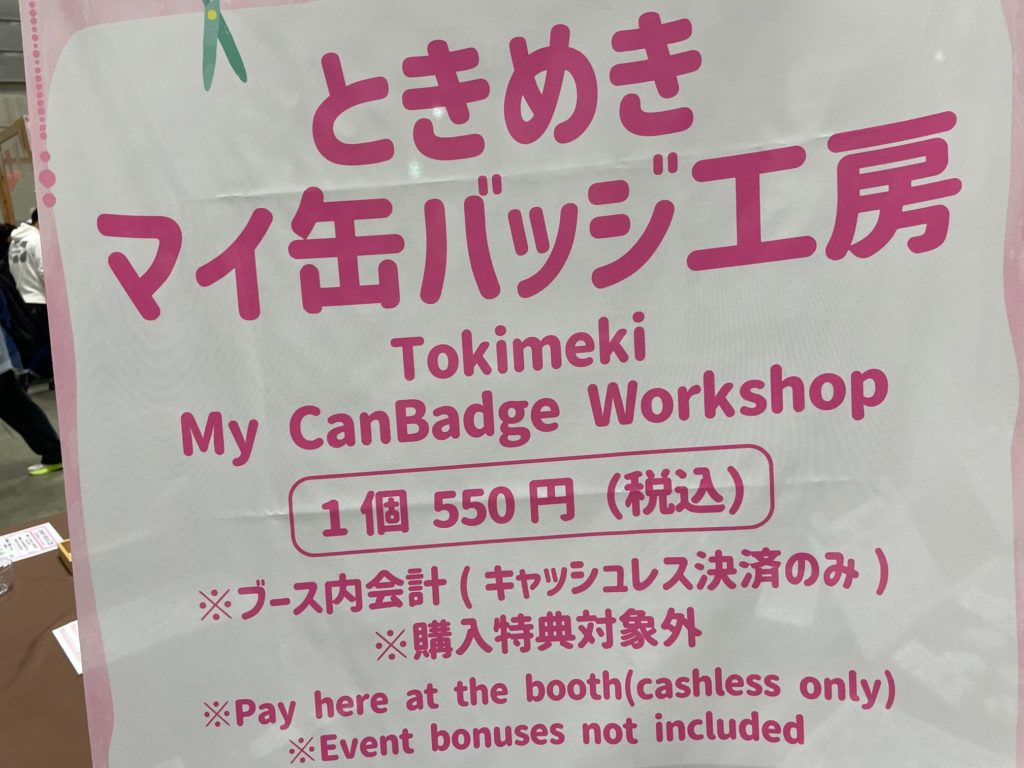 ときめき
マイ缶バッジ工房
Tokimeki
My CanBadge Workshop
1個 550円 (税込)
※ブース内会計(キャッシュレス決済のみ)
※購入特典対象外
※Pay here at the booth(cashless only)
※Event bonuses not included